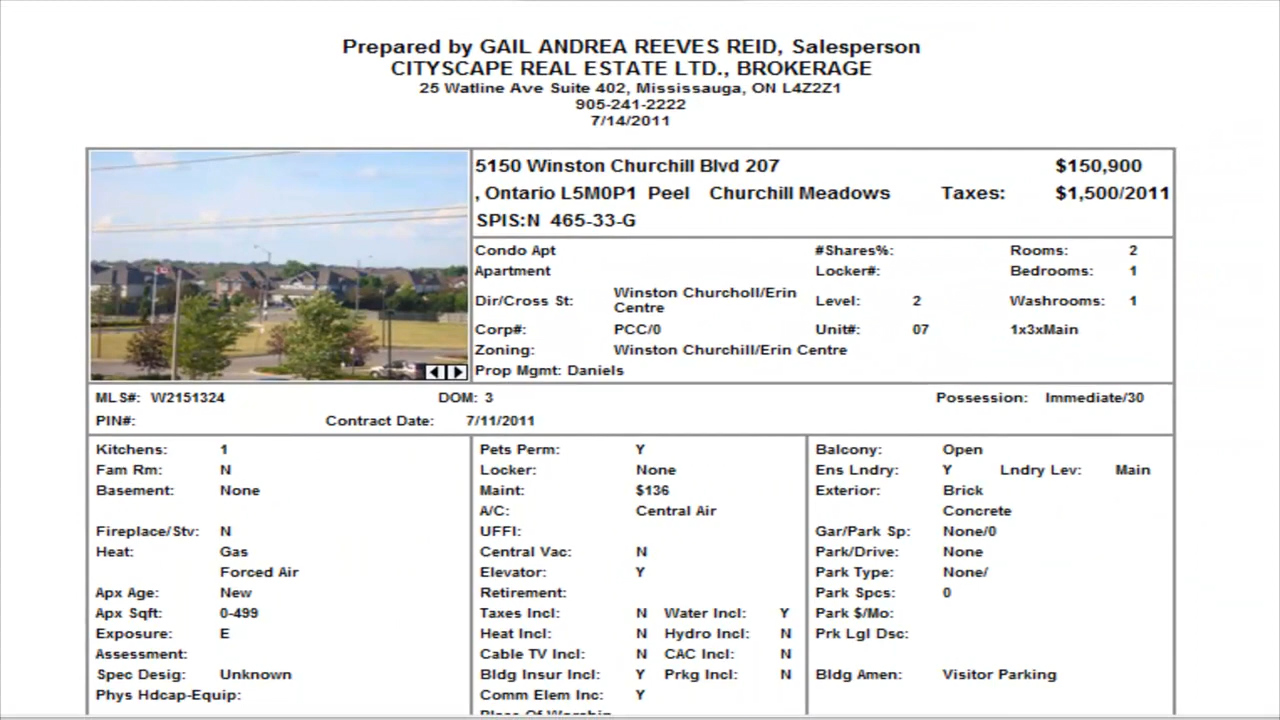 Prepared by GAIL ANDREA REEVES REID, Salesperson
CITYSCAPE REAL ESTATE LTD., BROKERAGE
25 Watline Ave Suite 402, Mississauga, ON L4Z2Z1
905-241-2222
7/14/2011
5150 Winston Churchill Blvd 207 $150,900
, Ontario L5M0P1 Peel Churchill Meadows Taxes: $1,500/2011
SPIS:N 465-33-G
Condo Apt #Shares%: Rooms: 2
Apartment Locker#: Bedrooms: 1
Dir/Cross St: Winston Churcholl/Erin Centre Level: 2 Washrooms: 1
Corp#: PCC/0 Unit#: 07 1x3xMain
Zoning: Winston Churchill/Erin Centre
Prop Mgmt: Daniels
MLS#: W2151324 DOM: 3 Possession: Immediate/30
PIN#: Contract Date: 7/11/2011
Kitchens: 1 Pets Perm: Y Balcony: Open
Fam Rm: N Locker: None Ens Lndry: Y Lndry Lev: Main
Basement: None Maint: $136 Exterior: Brick
A/C: Central Air Concrete
Fireplace/Stv: N UFFI: Gar/Park Sp: None/0
Heat: Gas Central Vac: N Park/Drive: None
Forced Air Elevator: Y Park Type: None/
Apx Age: New Retirement: Park Spcs: 0
Apx Sqft: 0-499 Taxes Incl: N Water Incl: Y Park $/Mo:
Exposure: E Heat Incl: N Hydro Incl: N Prk Lgl Dsc:
Assessment: Cable TV Incl: N CAC Incl: N
Spec Desig: Unknown Bldg Insur Incl: Y Prkg Incl: N Bldg Amen: Visitor Parking
Phys Hdcap-Equip: Comm Elem Inc: Y